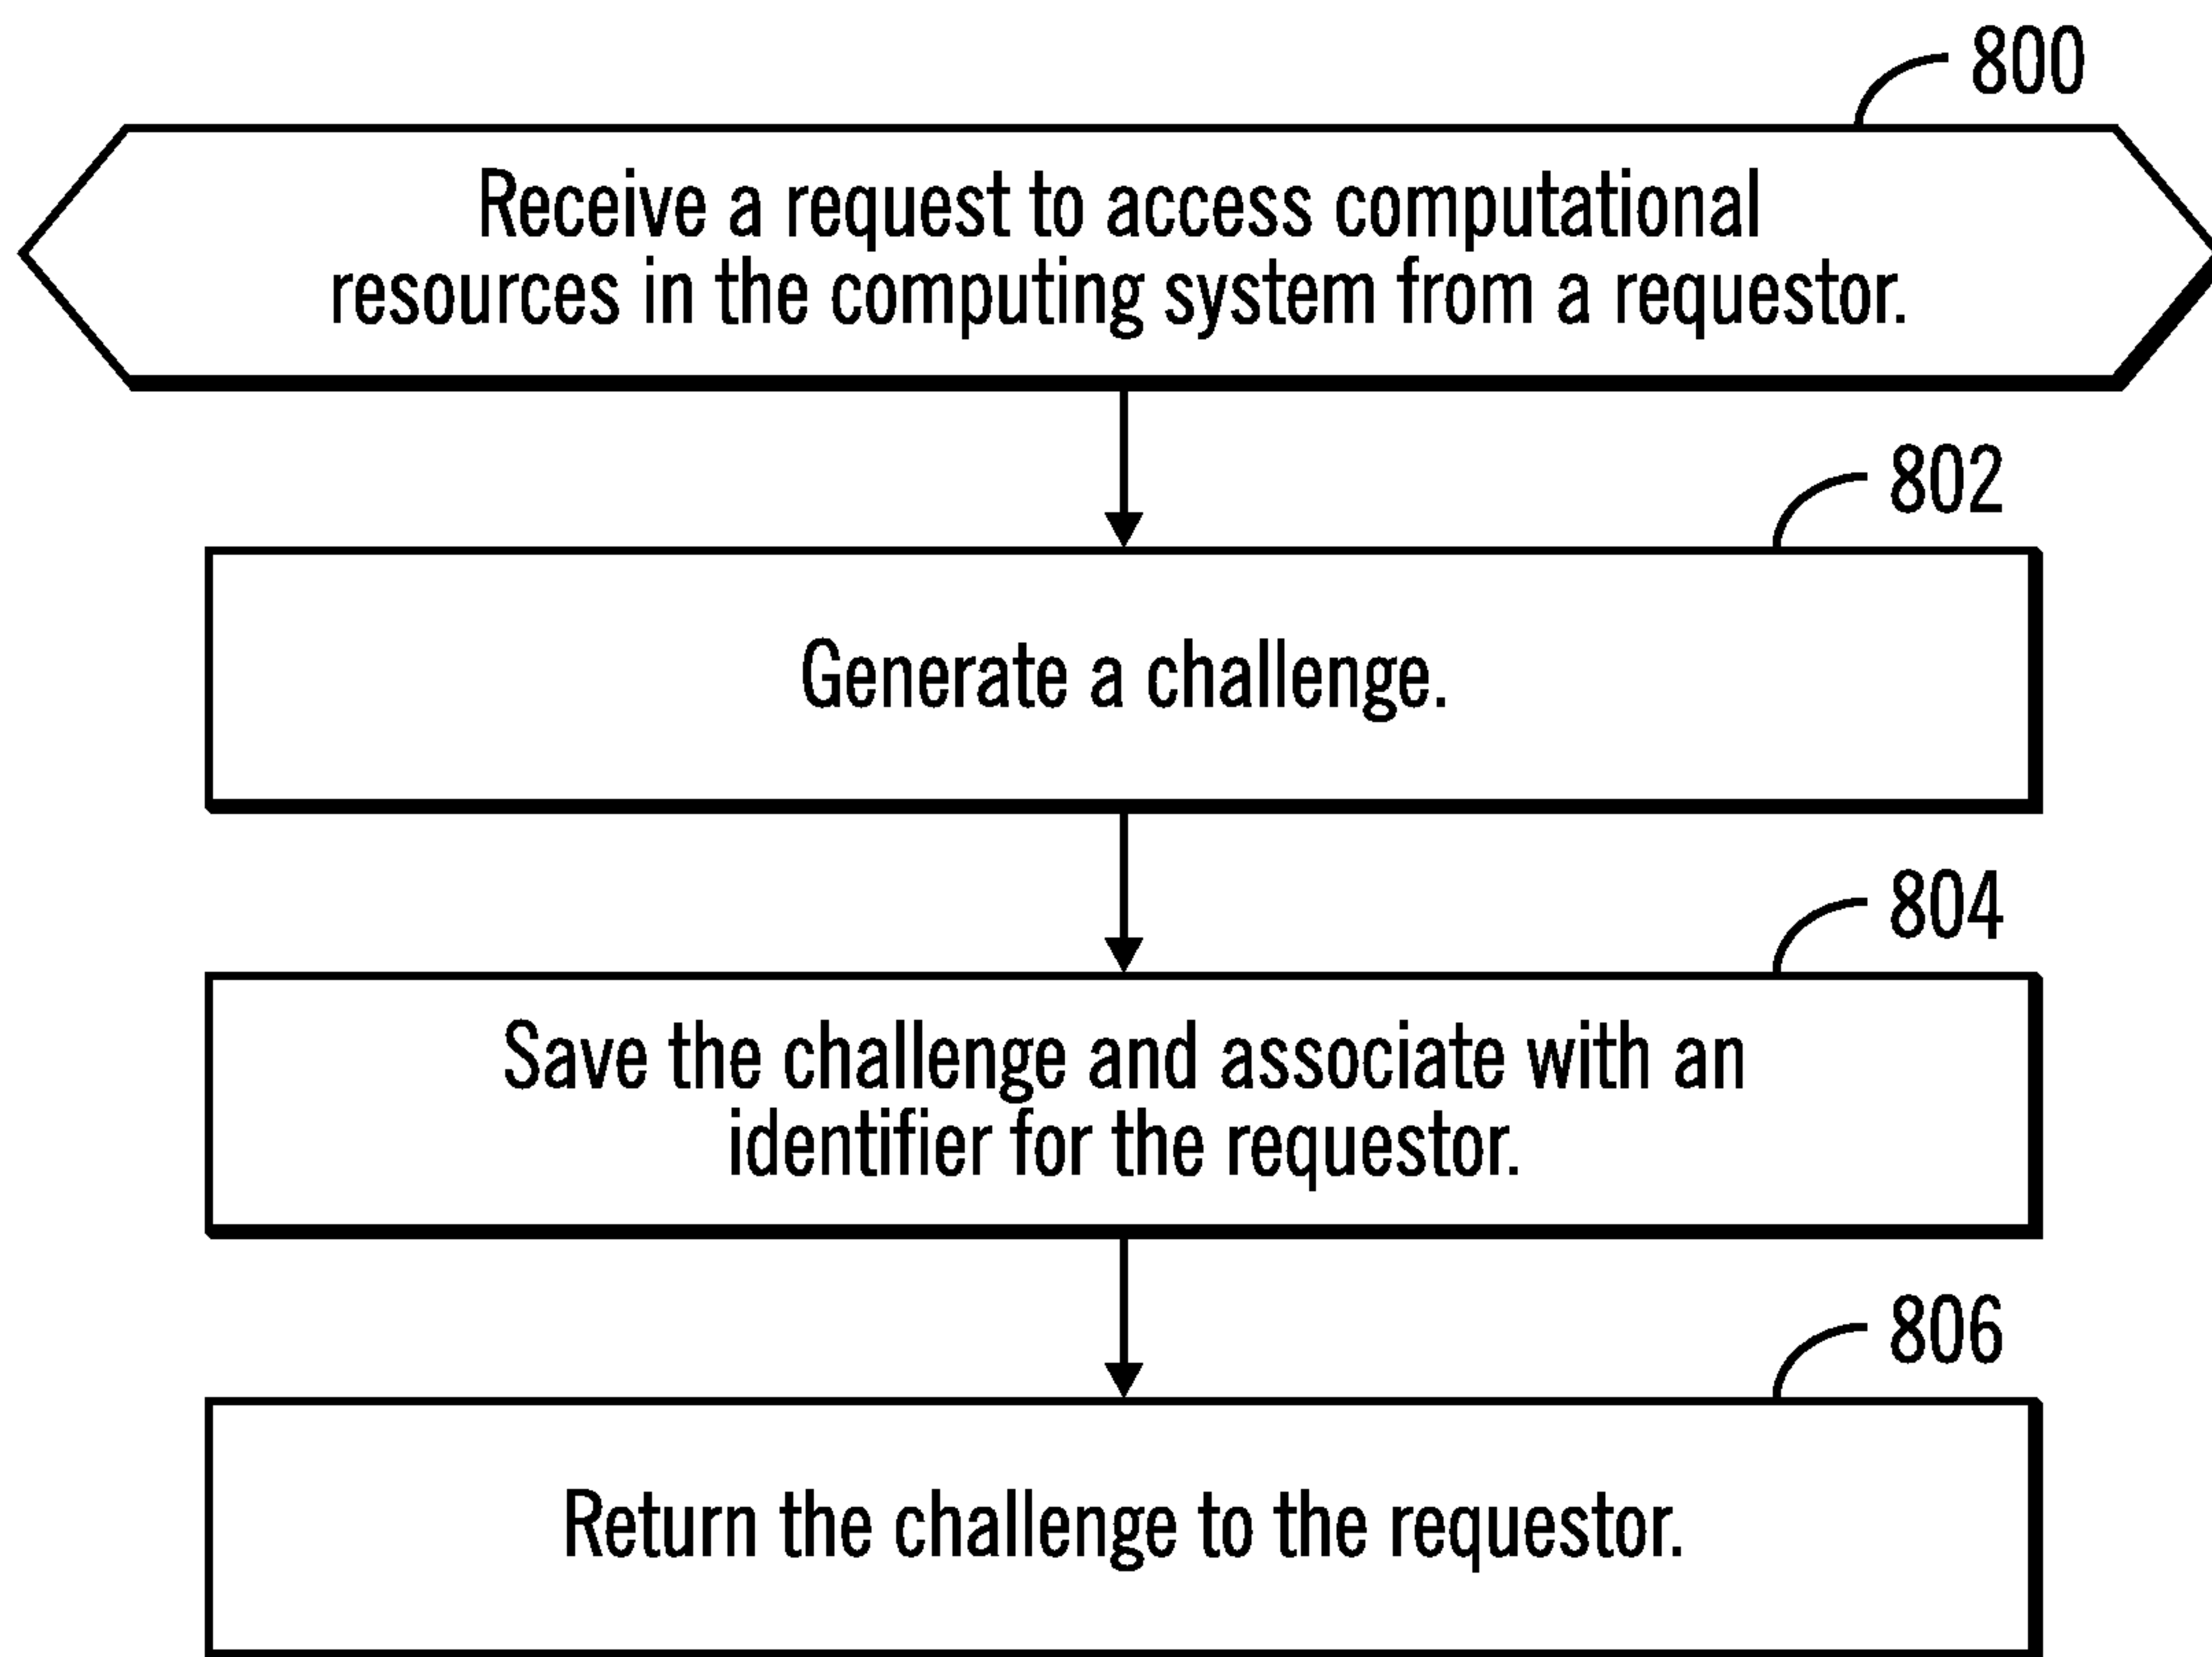 800
Receive a request to access computational
resources in the computing system from a requestor.
802
Generate a challenge.
804
Save the challenge and associate with an
identifier for the requestor.
806
Return the challenge to the requestor.